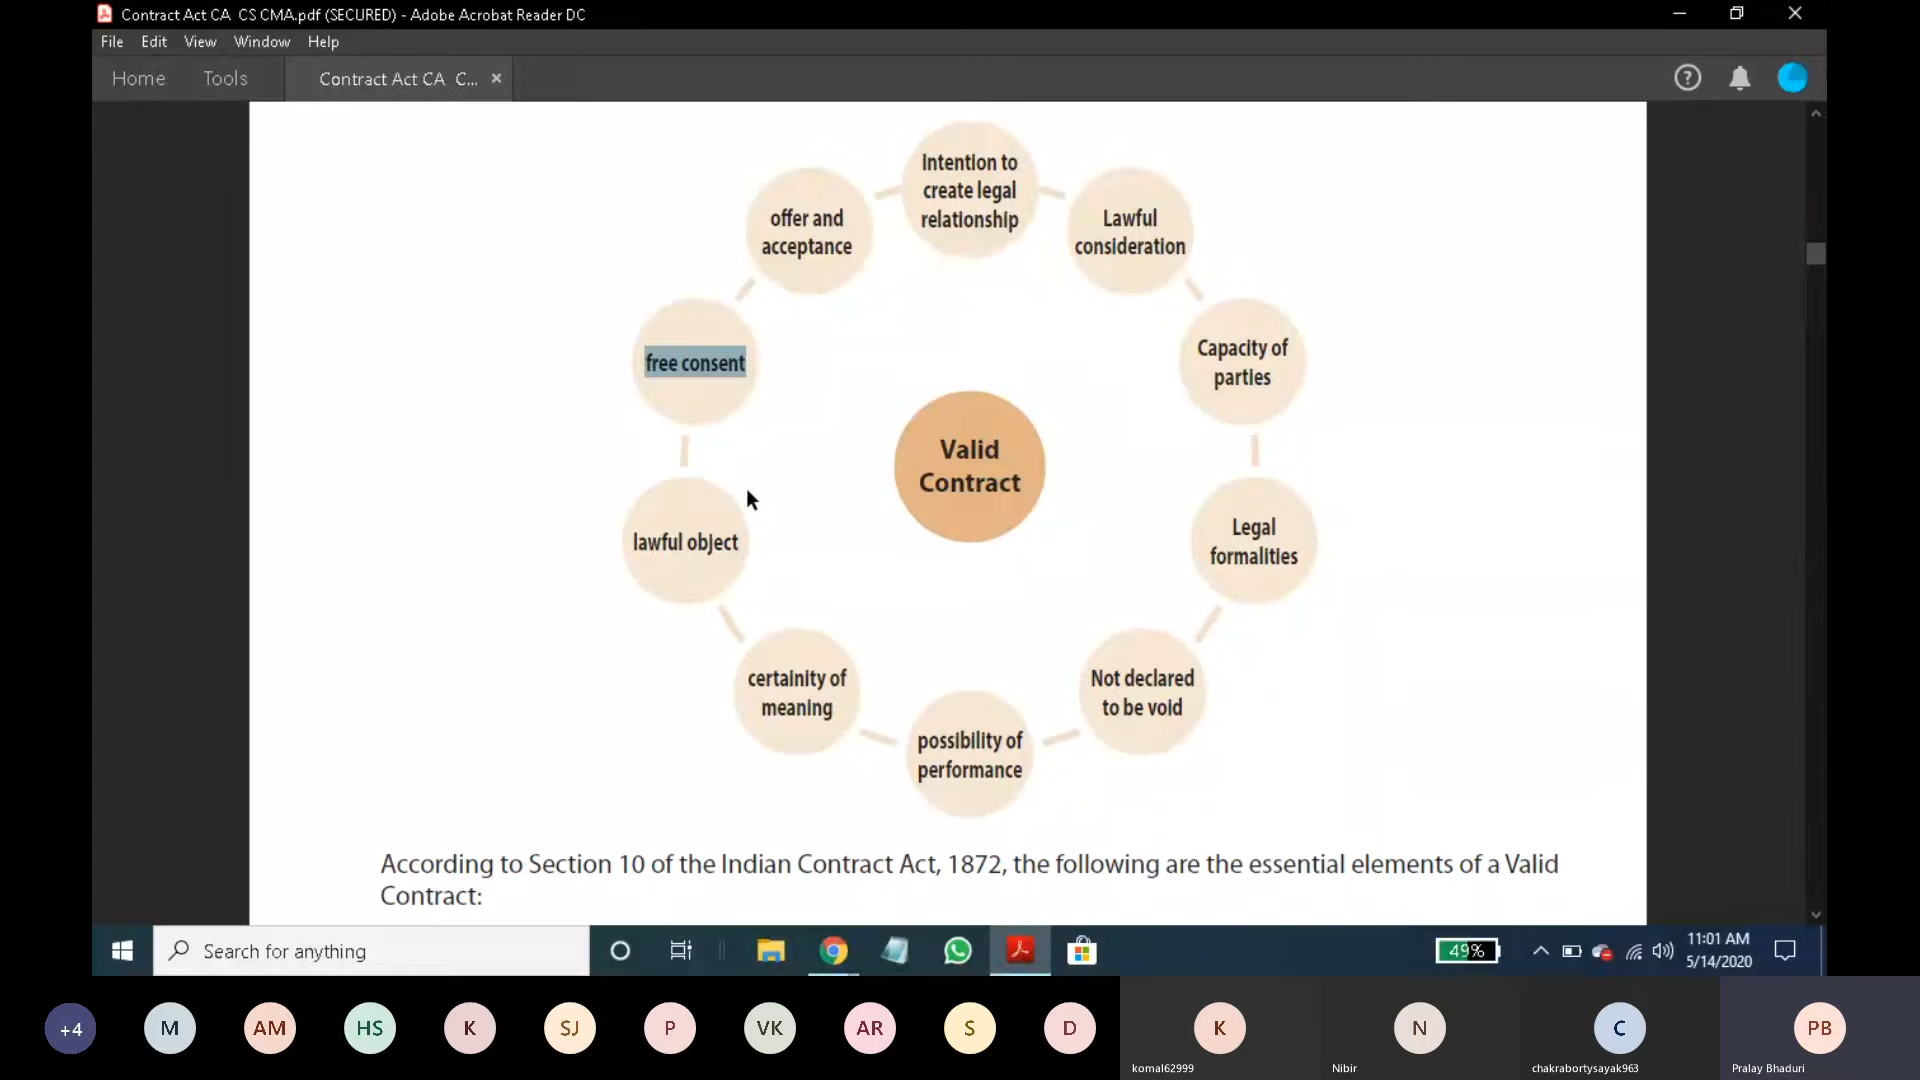 Contract Act CA CS CMA.pdf (SECURED) - Adobe Acrobat Reader DC
File Edit View Window Help
Home Tools Contract Act CA C... ×
Intention to
create legal
relationship
offer and
acceptance
Lawful
consideration
free consent
Capacity of
parties
Valid
Contract
lawful object
Legal
formalities
certainity of
meaning
Not declared
to be void
possibility of
performance
According to Section 10 of the Indian Contract Act, 1872, the following are the essential elements of a Valid
Contract:
Search for anything
49%
11:01 AM
5/14/2020
+4 M AM HS K SJ P VK AR S D K N C PB
komal62999 Nibir chakrabortysayak963 Pralay Bhaduri